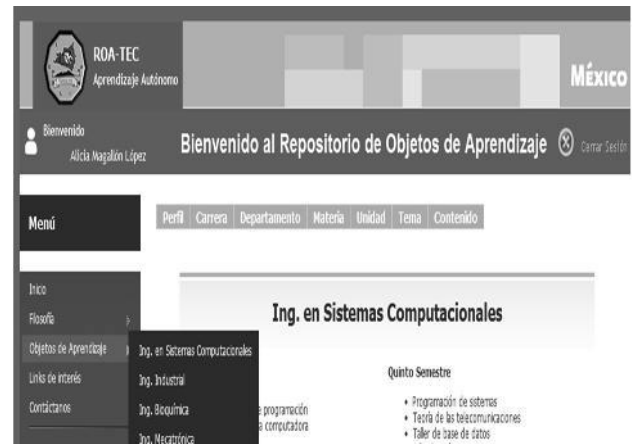 ROA-TEC
Aprendizaje Autónomo
México
Bienvenido
Alicia Magallón López
Bienvenido al Repositorio de Objetos de Aprendizaje
Cerrar Sesión
Menú
Perfil Carrera Departamento Materia Unidad Tema Contenido
Inicio
Filosofía
Objetos de Aprendizaje
Links de interés
Contáctanos
Ing. en Sistemas Computacionales
Ing. Industrial
Ing. Bioquímica
Ing. Mecatrónica
Ing. en Sistemas Computacionales
e programación
a computadora
Quinto Semestre
• Programación de sistemas
• Teoría de las telecomunicaciones
• Taller de base de datos